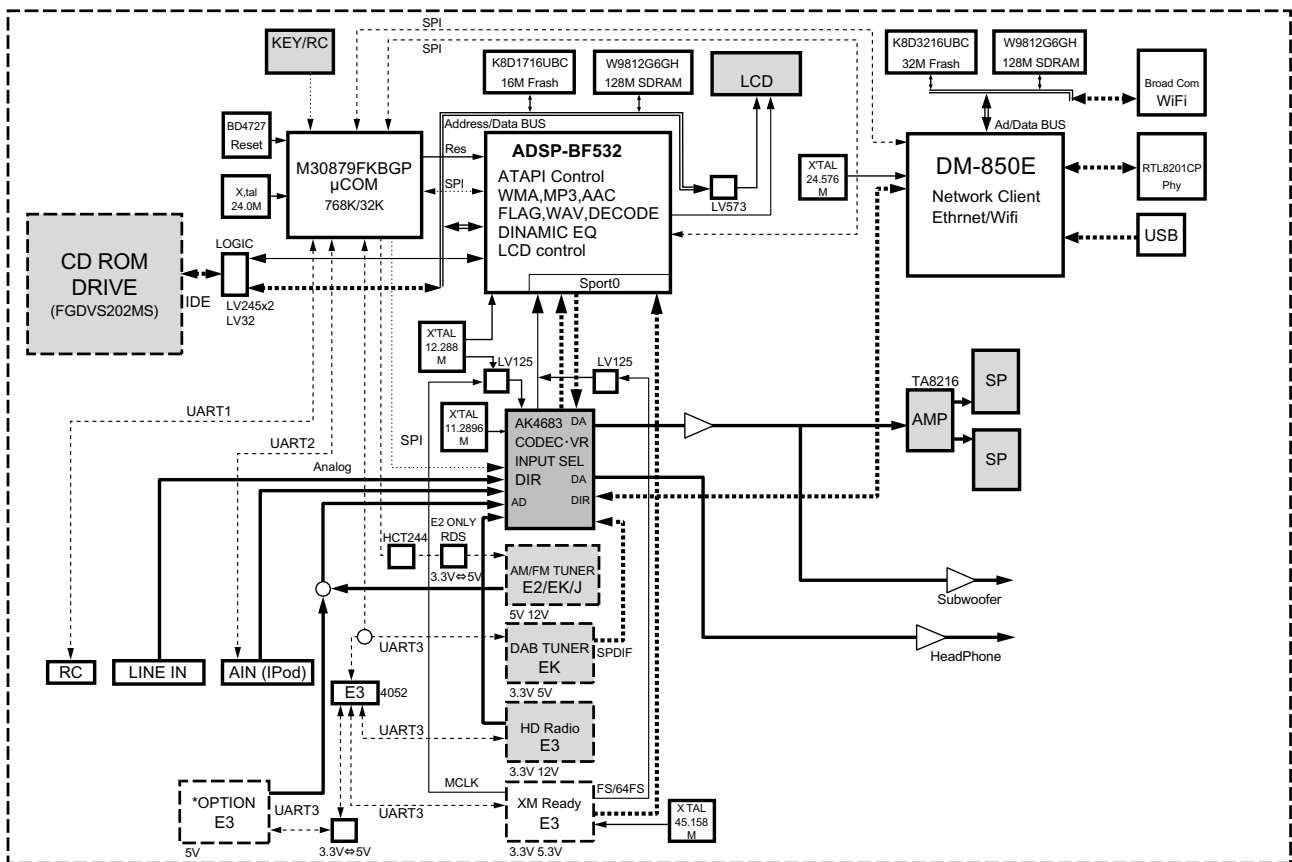 SPI
KEY/RC
SPI
K8D1716UBC
16M Frash
W9812G6GH
128M SDRAM
LCD
K8D3216UBC
32M Frash
W9812G6GH
128M SDRAM
Broad Com
WiFi
BD4727
Reset
Address/Data BUS
Ad/Data BUS
M30879FKBGP
µCOM
768K/32K
Res
SPI
ADSP-BF532
ATAPI Control
WMA,MP3,AAC
FLAG,WAV,DECODE
DINAMIC EQ
LCD control
Sport0
LV573
X'TAL
24.576
M
DM-850E
Network Client
Ethrnet/Wifi
RTL8201CP
Phy
USB
X,tal
24.0M
CD ROM
DRIVE
(FGDVS202MS)
IDE
LOGIC
LV245x2
LV32
X'TAL
12.288
M
LV125
LV125
UART1
UART2
SPI
X'TAL
11.2896
M
AK4683
DA
CODEC･VR
INPUT SEL
DIR
DA
AD
DIR
TA8216
AMP
SP
SP
Analog
E2 ONLY
HCT244
RDS
3.3V⇔5V
AM/FM TUNER
E2/EK/J
5V 12V
Subwoofer
UART3
DAB TUNER
EK
SPDIF
3.3V 5V
HeadPhone
RC
LINE IN
AIN (IPod)
E3
4052
UART3
HD Radio
E3
3.3V 12V
*OPTION
E3
5V
UART3
3.3V⇔5V
MCLK
UART3
XM Ready
E3
3.3V 5.3V
FS/64FS
X TAL
45.158
M